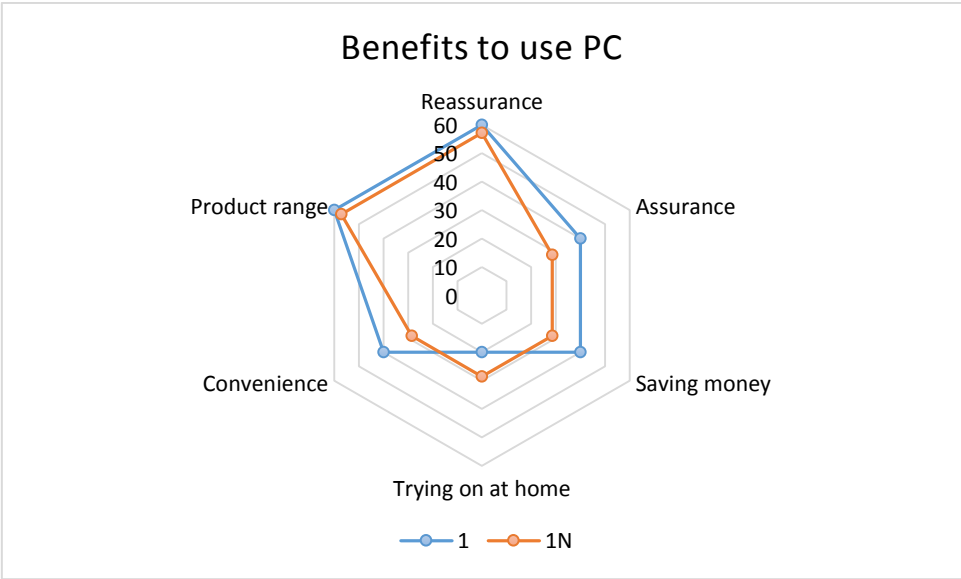 Benefits to use PC
Reassurance
60
50
40
30
20
10
0
Product range
Assurance
Convenience
Saving money
Trying on at home
1 1N